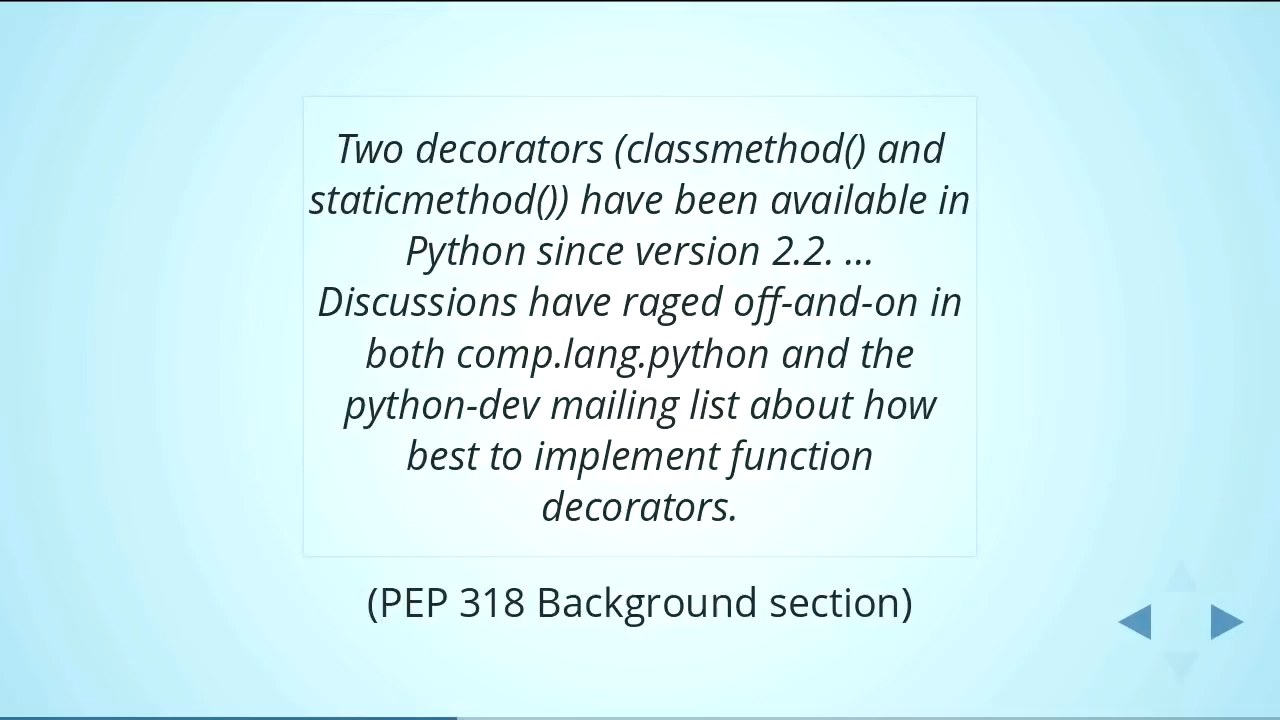 Two decorators (classmethod() and
staticmethod()) have been available in
Python since version 2.2. ...
Discussions have raged off-and-on in
both comp.lang.python and the
python-dev mailing list about how
best to implement function
decorators.
(PEP 318 Background section)